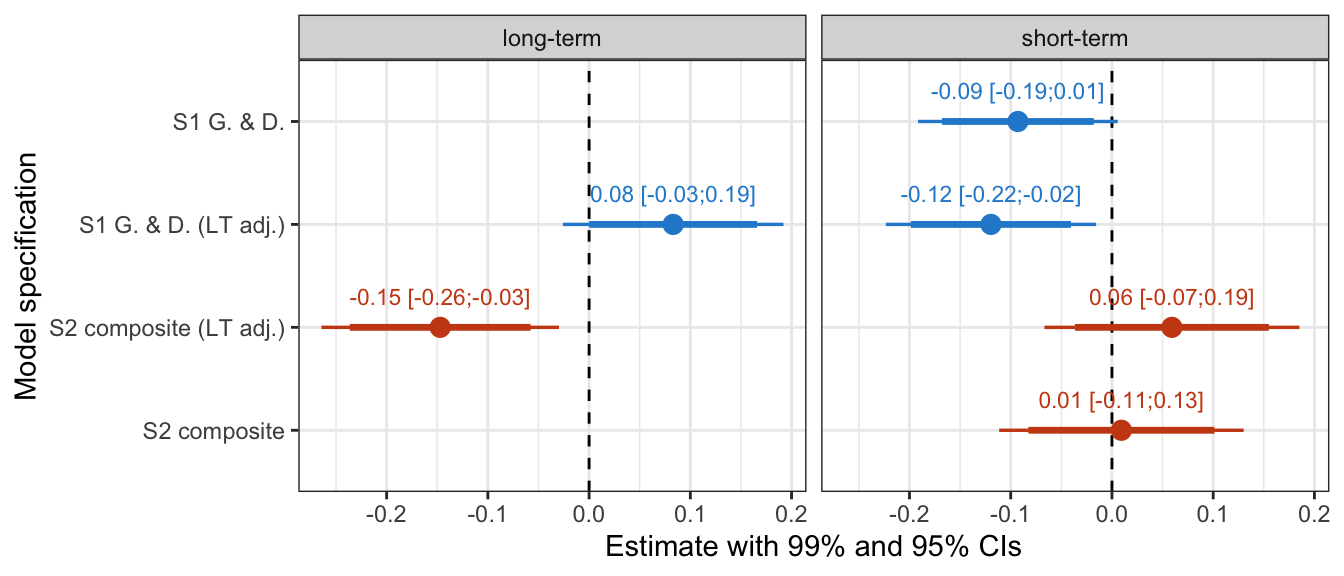 long-term
short-term
Model specification
S1 G. & D.
-0.09 [-0.19;0.01]
S1 G. & D. (LT adj.)
0.08 [-0.03;0.19]
-0.12 [-0.22;-0.02]
S2 composite (LT adj.)
-0.15 [-0.26;-0.03]
0.06 [-0.07;0.19]
S2 composite
0.01 [-0.11;0.13]
-0.2 -0.1 0.0 0.1 0.2
-0.2 -0.1 0.0 0.1 0.2
Estimate with 99% and 95% CIs